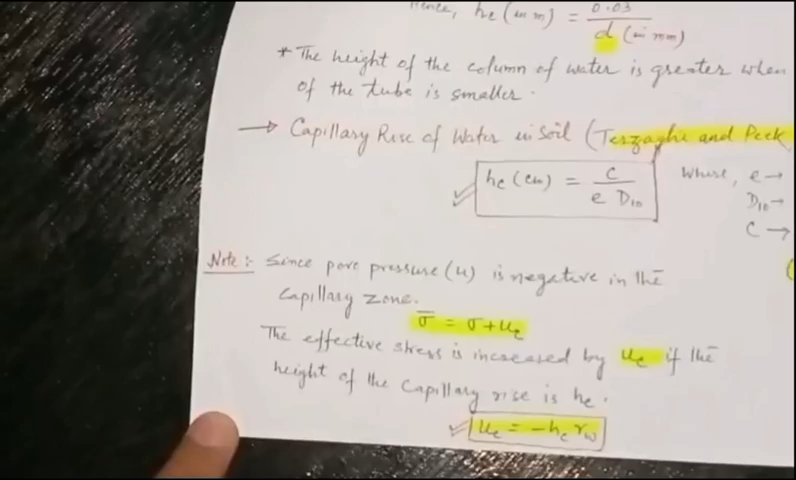 Hence, hc (in m) = 0.03 / d (in mm)
* The height of the column of water is greater when
of the tube is smaller.
→ Capillary Rise of Water in Soil (Terzaghi and Peck
hc (cm) = C / e D10 Where, e →
D10 →
C →
Note :- Since pore pressure (u) is negative in the
Capillary zone.
σ̅ = σ + uc
The effective stress is increased by uc if the
height of the Capillary rise is hc.
uc = -hc γw